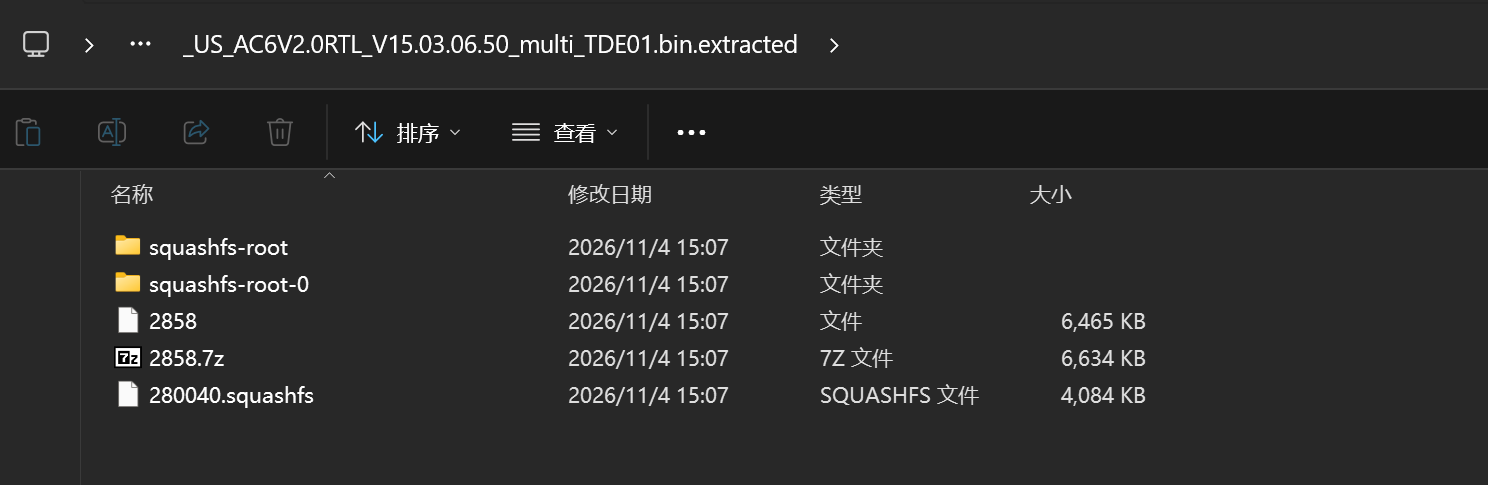 _US_AC6V2.0RTL_V15.03.06.50_multi_TDE01.bin.extracted
排序 查看
名称 修改日期 类型 大小
squashfs-root 2026/11/4 15:07 文件夹
squashfs-root-0 2026/11/4 15:07 文件夹
2858 2026/11/4 15:07 文件 6,465 KB
7z 2858.7z 2026/11/4 15:07 7Z 文件 6,634 KB
280040.squashfs 2026/11/4 15:07 SQUASHFS 文件 4,084 KB